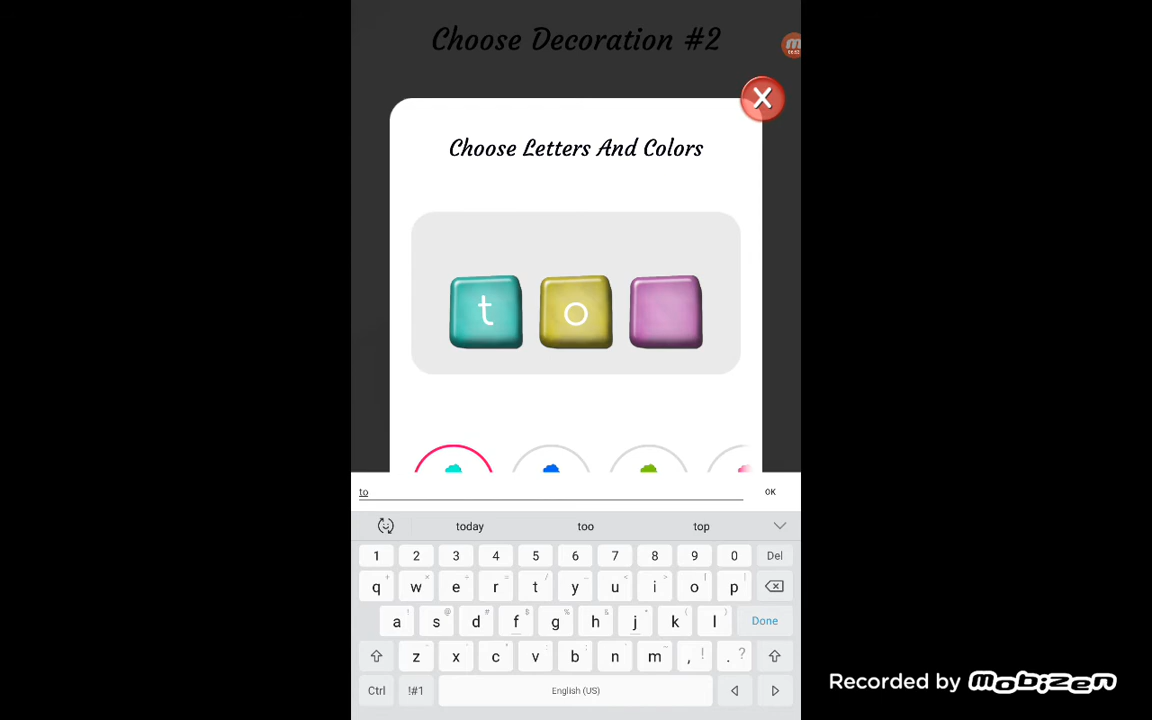 Choose Decoration #2
Choose Letters And Colors
t o
to
OK
today too top
1 2 3 4 5 6 7 8 9 0 Del
q w e r t y u i o p
a s d f g h j k l Done
z x c v b n m , ! . ?
Ctrl !#1 English (US)
Recorded by mobizen